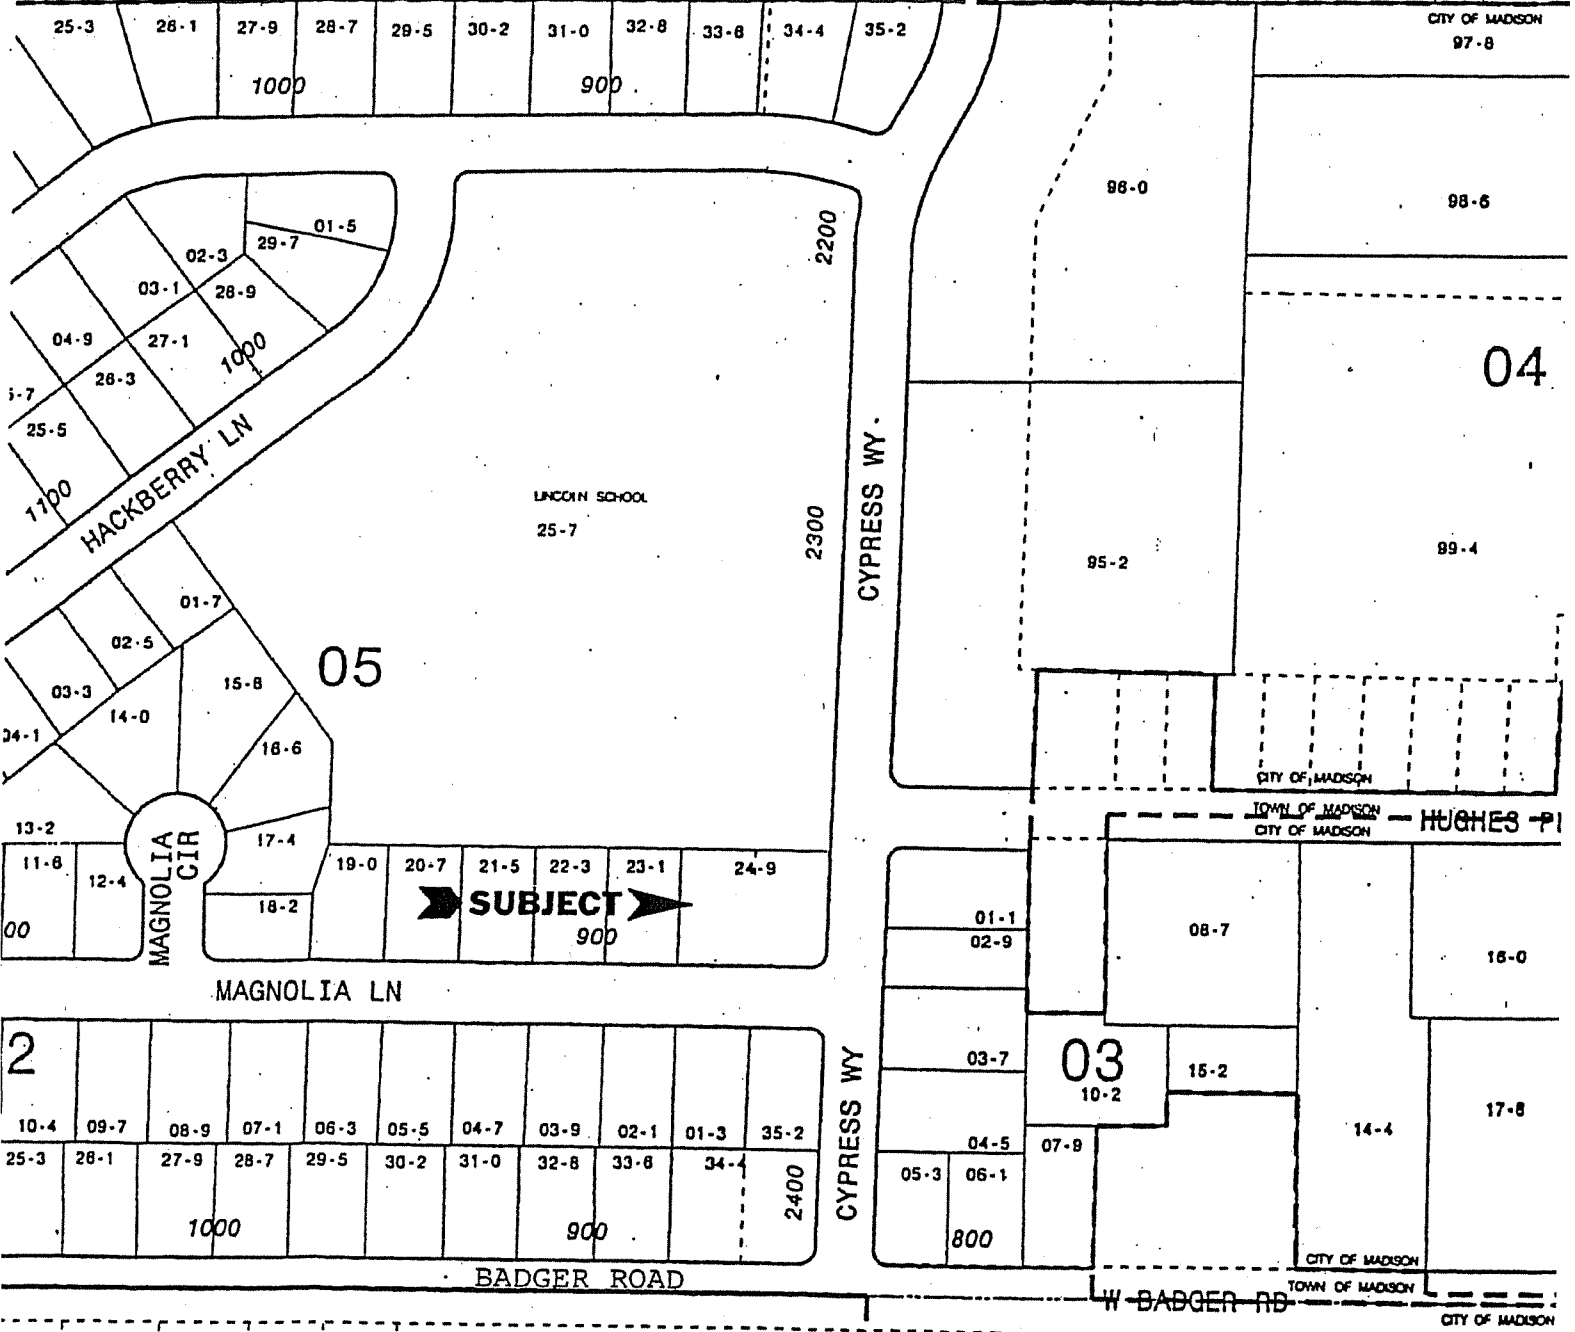 25-3 26-1 27-9 28-7 29-5 30-2 31-0 32-8 33-6 34-4 35-2
CITY OF MADISON
97-8
1000 900
96-0
98-6
2200
01-5
29-7
02-3
03-1 28-9
04-9 27-1 1000
26-3
5-7
25-5
04
1100
HACKBERRY LN
LINCOLN SCHOOL
25-7
2300
CYPRESS WY.
95-2
99-4
01-7
02-5
05
03-3 15-8
14-0
04-1 16-6
CITY OF MADISON
TOWN OF MADISON
CITY OF MADISON
HUGHES Pl
13-2
MAGNOLIA CIR
17-4
11-6 12-4
19-0 20-7 21-5 22-3 23-1 24-9
18-2
SUBJECT
00
900
01-1
02-9
08-7
16-0
MAGNOLIA LN
2
CYPRESS WY
03-7
03
10-2
15-2
17-6
10-4 09-7 08-9 07-1 06-3 05-5 04-7 03-9 02-1 01-3 35-2
04-5
07-9
14-4
25-3 26-1 27-9 28-7 29-5 30-2 31-0 32-8 33-6 34-4
05-3 06-1
2400
1000 900
800
CITY OF MADISON
BADGER ROAD
TOWN OF MADISON
W BADGER RD
CITY OF MADISON